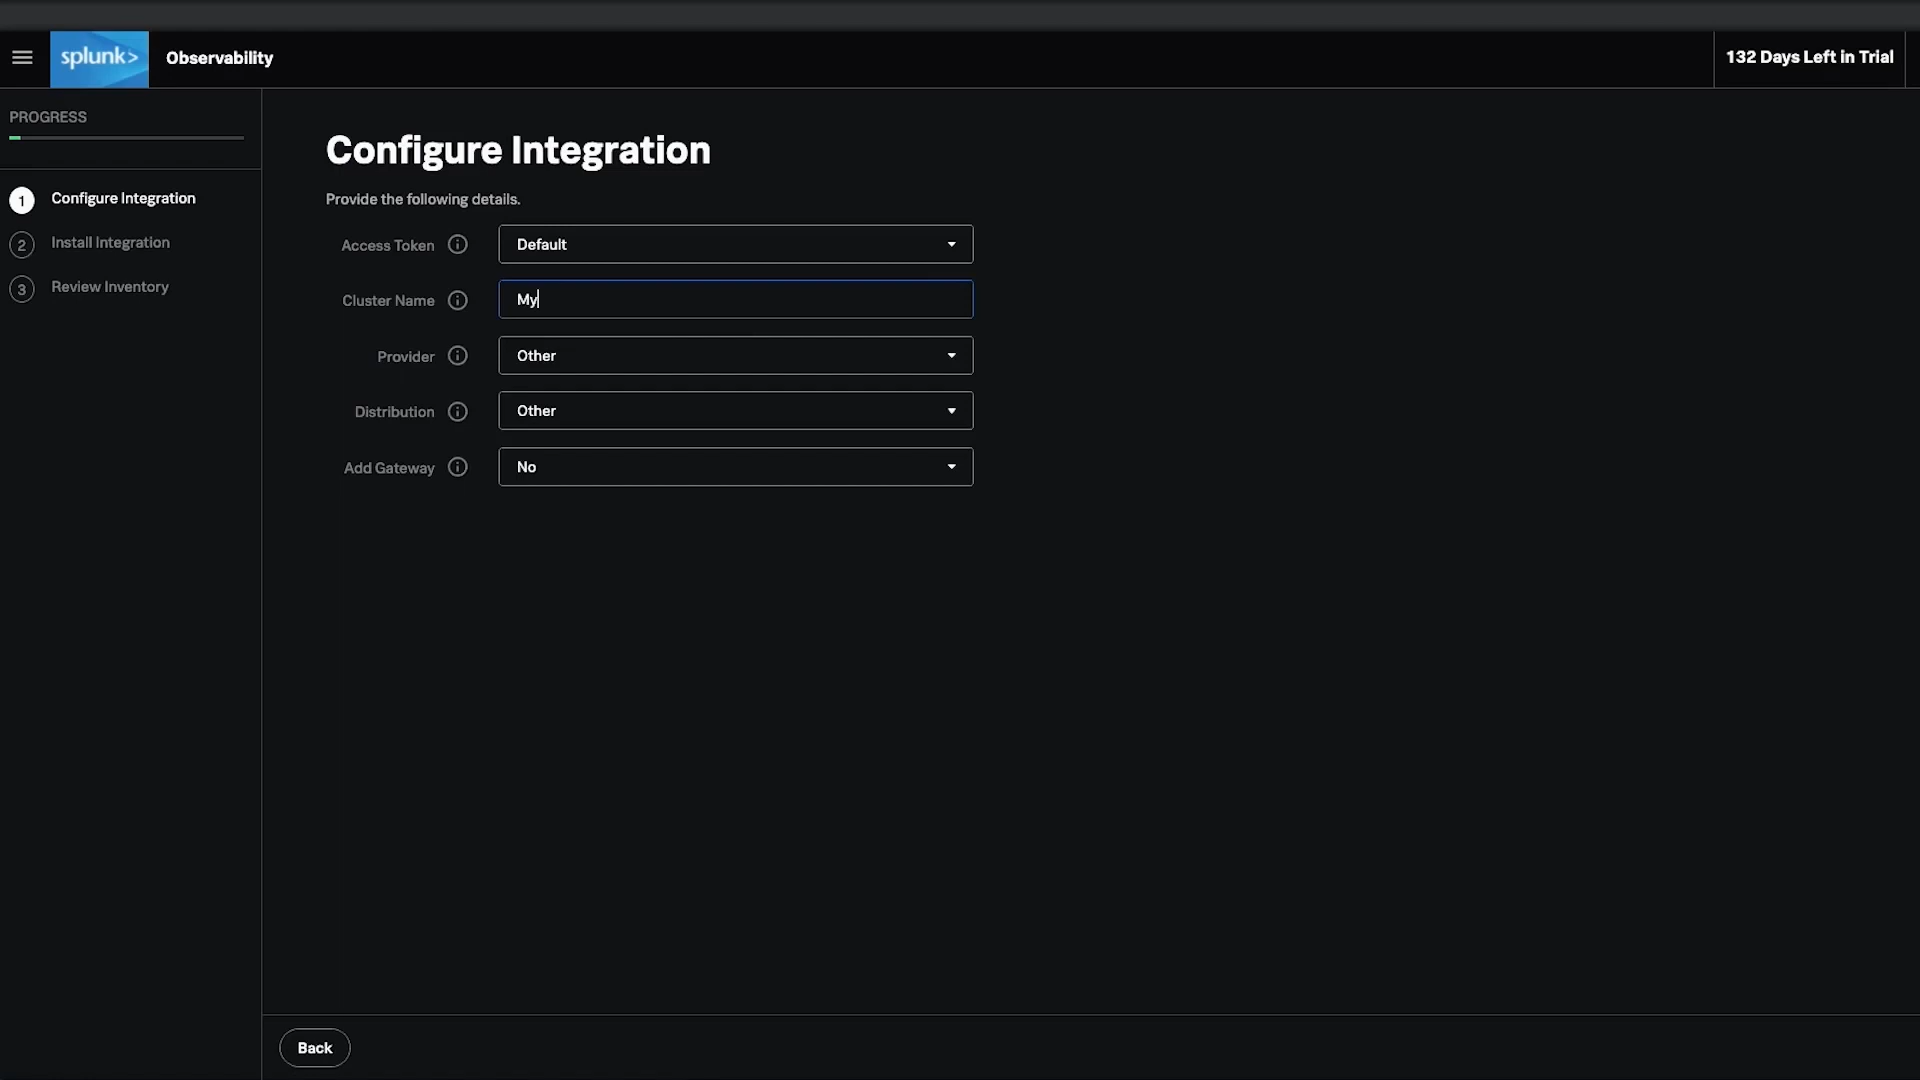 splunk>
Observability
132 Days Left in Trial
PROGRESS
1 Configure Integration
2 Install Integration
3 Review Inventory
Configure Integration
Provide the following details.
Access Token Default
Cluster Name My
Provider Other
Distribution Other
Add Gateway No
Back